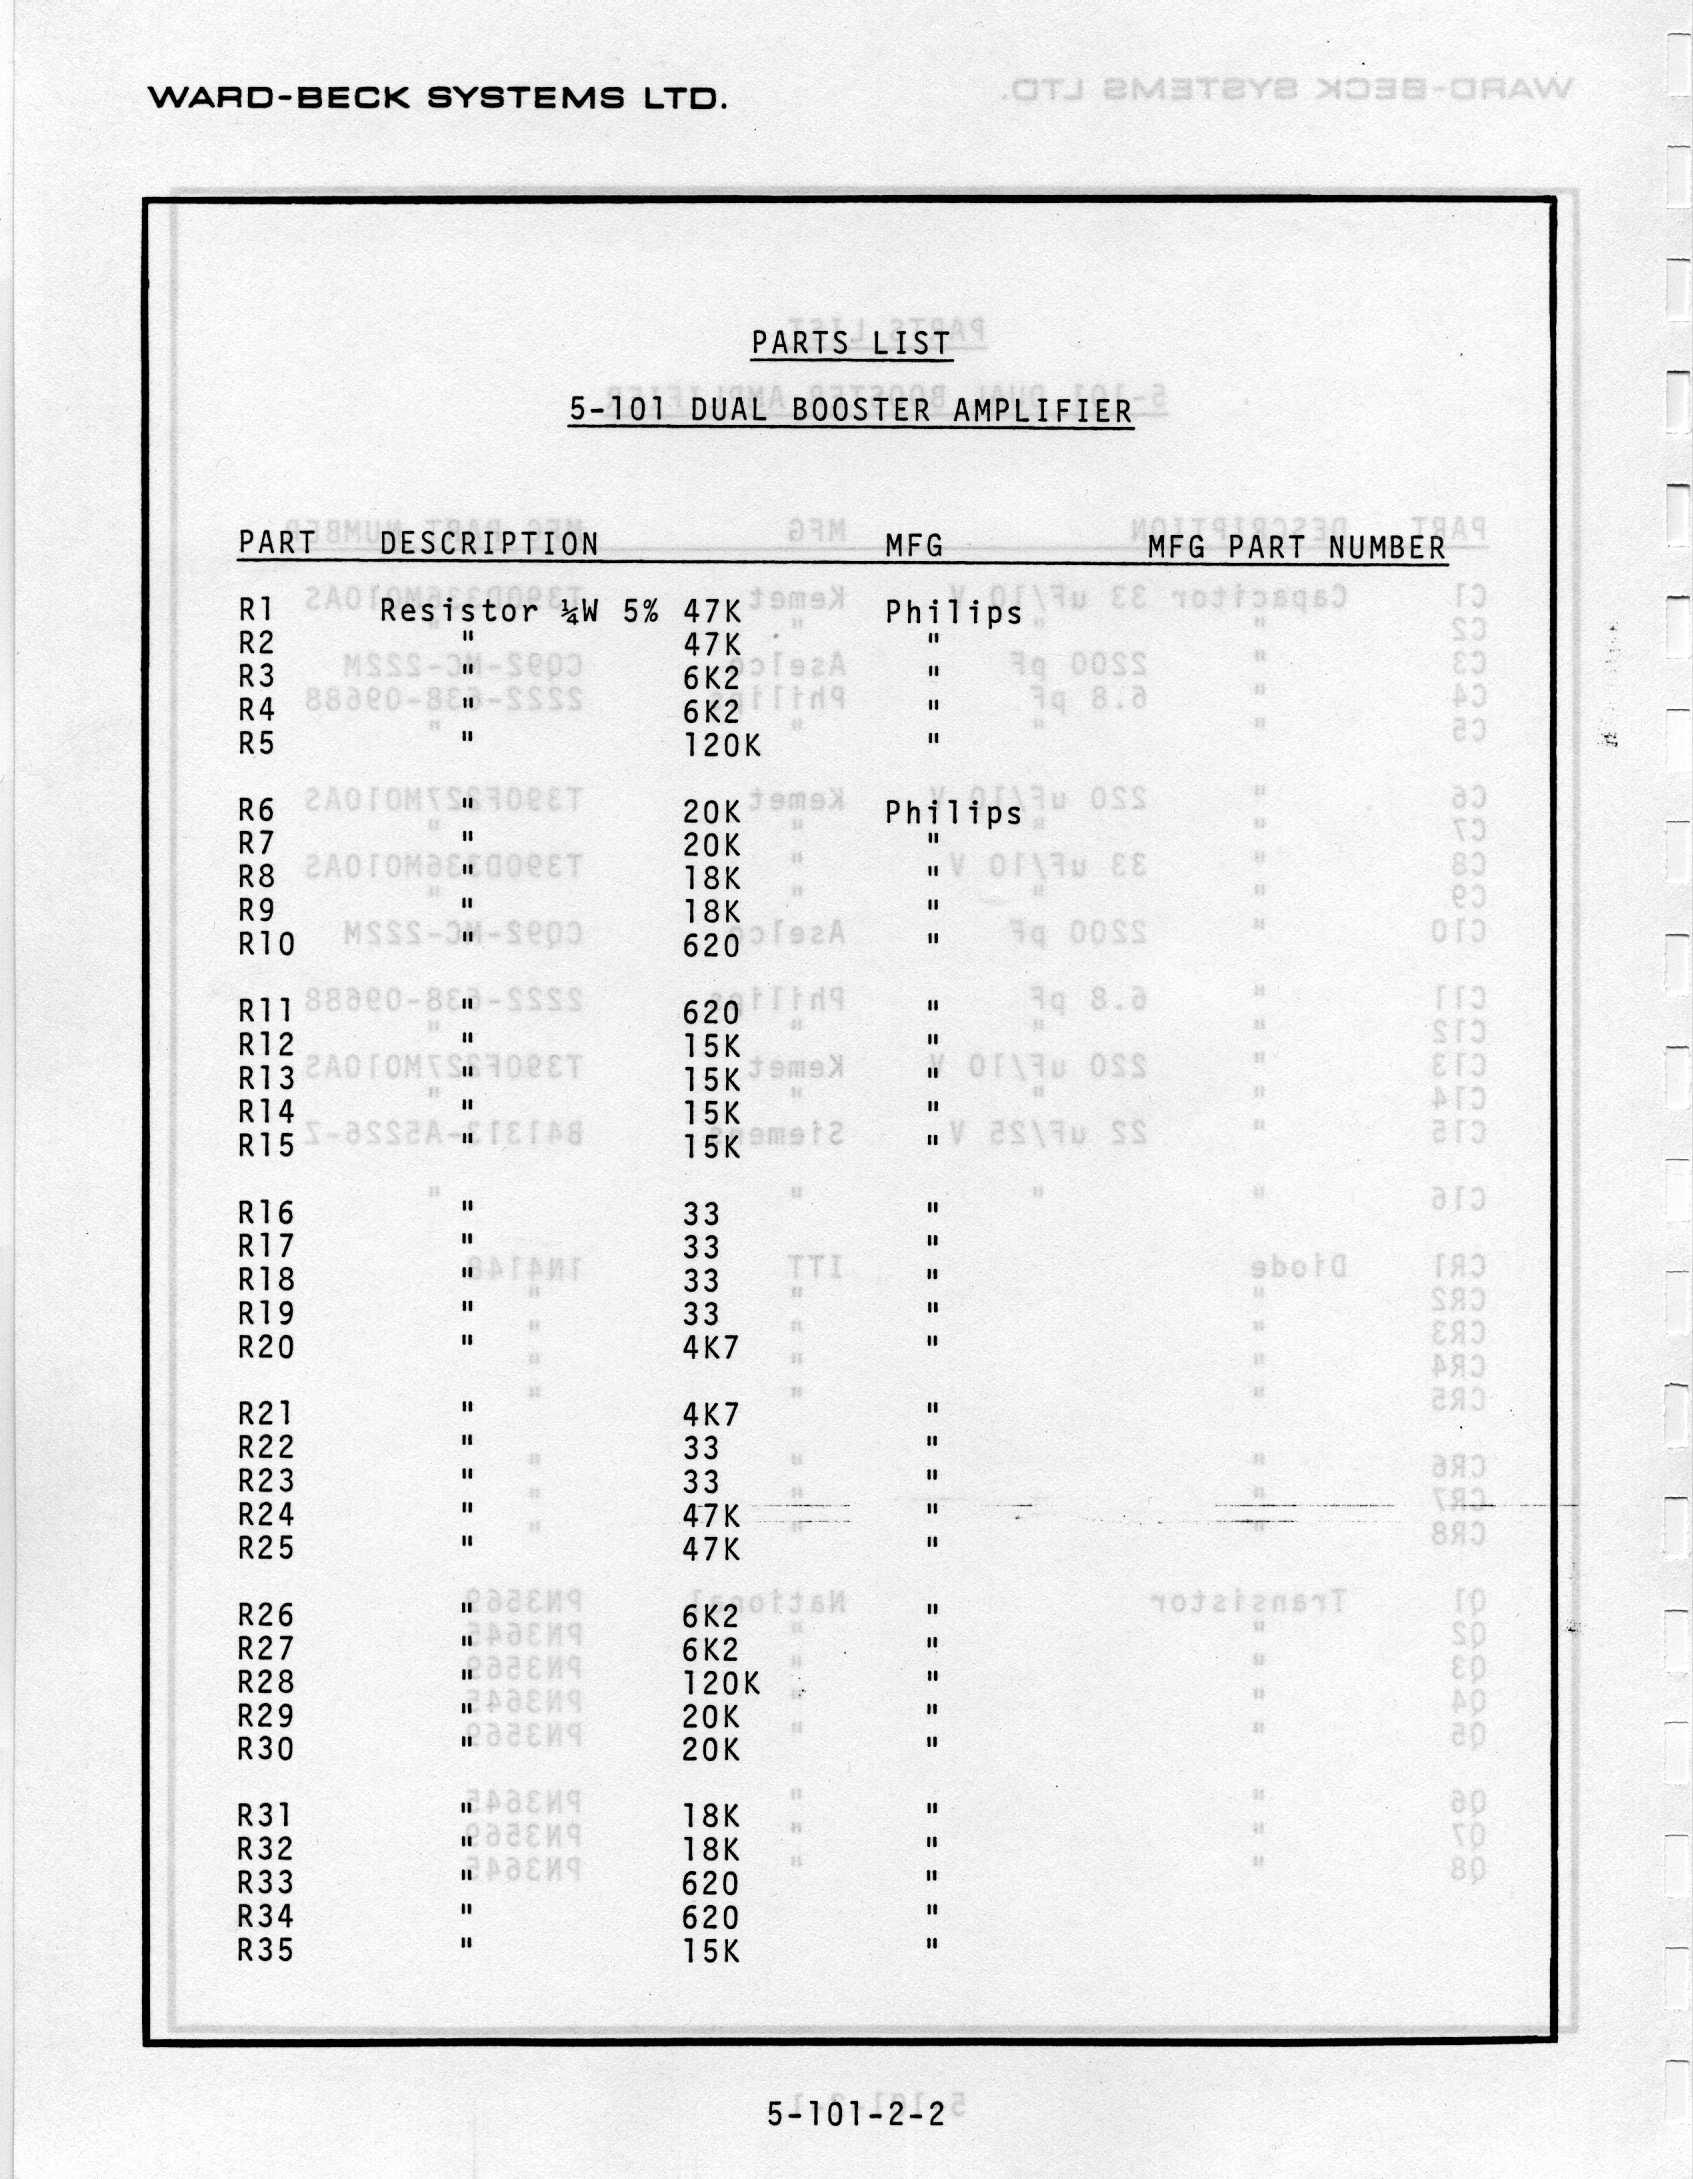 WARD-BECK SYSTEMS LTD.
PARTS LIST
5-101 DUAL BOOSTER AMPLIFIER
PART DESCRIPTION MFG MFG PART NUMBER
R1 Resistor ¼W 5% 47K Philips
R2 " 47K "
R3 " 6K2 "
R4 " 6K2 "
R5 " 120K "
R6 " 20K Philips
R7 " 20K "
R8 " 18K "
R9 " 18K "
R10 " 620 "
R11 " 620 "
R12 " 15K "
R13 " 15K "
R14 " 15K "
R15 " 15K "
R16 " 33 "
R17 " 33 "
R18 " 33 "
R19 " 33 "
R20 " 4K7 "
R21 " 4K7 "
R22 " 33 "
R23 " 33 "
R24 " 47K "
R25 " 47K "
R26 " 6K2 "
R27 " 6K2 "
R28 " 120K "
R29 " 20K "
R30 " 20K "
R31 " 18K "
R32 " 18K "
R33 " 620 "
R34 " 620 "
R35 " 15K "
5-101-2-2